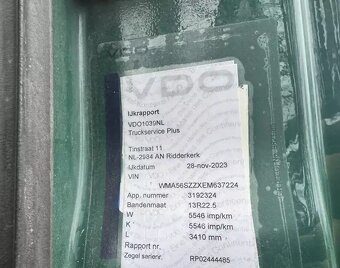 VDO
IJkrapport
VDO1039NL
Truckservice Plus
Tinstraat 11
NL-2984 AN Ridderkerk
IJkdatum 28-nov-2023
VIN
WMA56SZZXEM637224
App. nummer 3192324
Bandenmaat 13R22.5
W 5546 imp/km
K 5546 imp/km
L 3410 mm
Rapport nr.
Zegel serienr. RP02444485